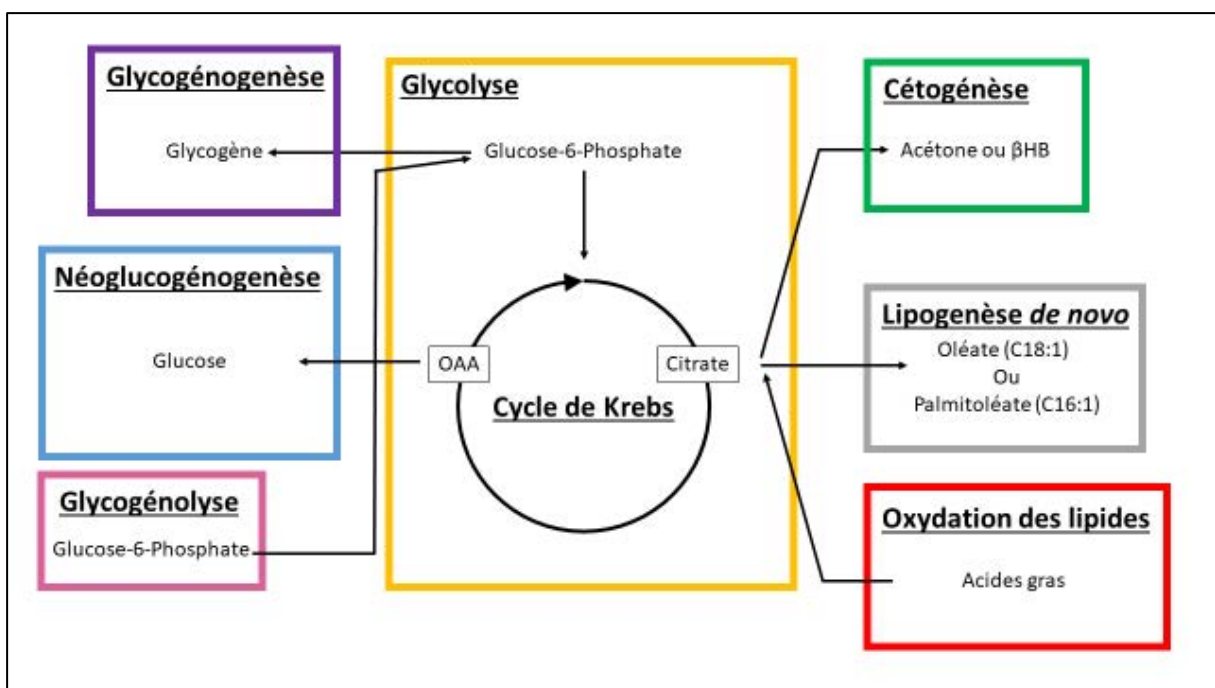 Glycogénogenèse
Glycogène
Néoglucogénogenèse
Glucose
Glycogénolyse
Glucose-6-Phosphate
Glycolyse
Glucose-6-Phosphate
OAA
Citrate
Cycle de Krebs
Cétogénèse
Acétone ou βHB
Lipogenèse de novo
Oléate (C18:1)
Ou
Palmitoléate (C16:1)
Oxydation des lipides
Acides gras